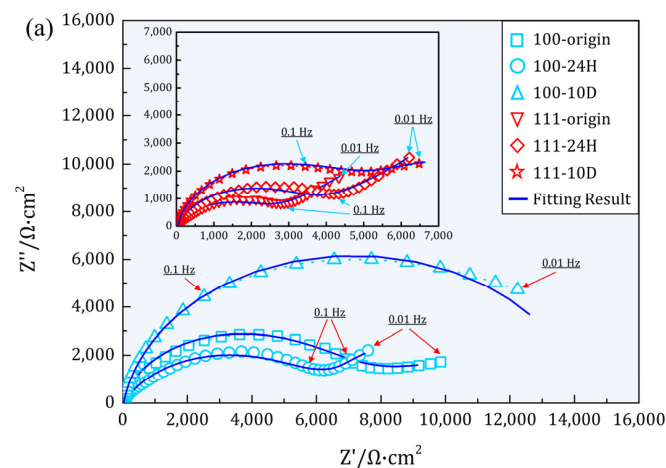 (a)
16,000
14,000
12,000
10,000
8,000
6,000
4,000
2,000
0
Z''/Ω·cm²
0
2,000
4,000
6,000
8,000
10,000
12,000
14,000
16,000
Z'/Ω·cm²
7,000
6,000
5,000
4,000
3,000
2,000
1,000
0
0
1,000
2,000
3,000
4,000
5,000
6,000
7,000
0.01 Hz
0.1 Hz
0.01 Hz
0.1 Hz
100-origin
100-24H
100-10D
111-origin
111-24H
111-10D
Fitting Result
0.1 Hz
0.01 Hz
0.1 Hz
0.01 Hz